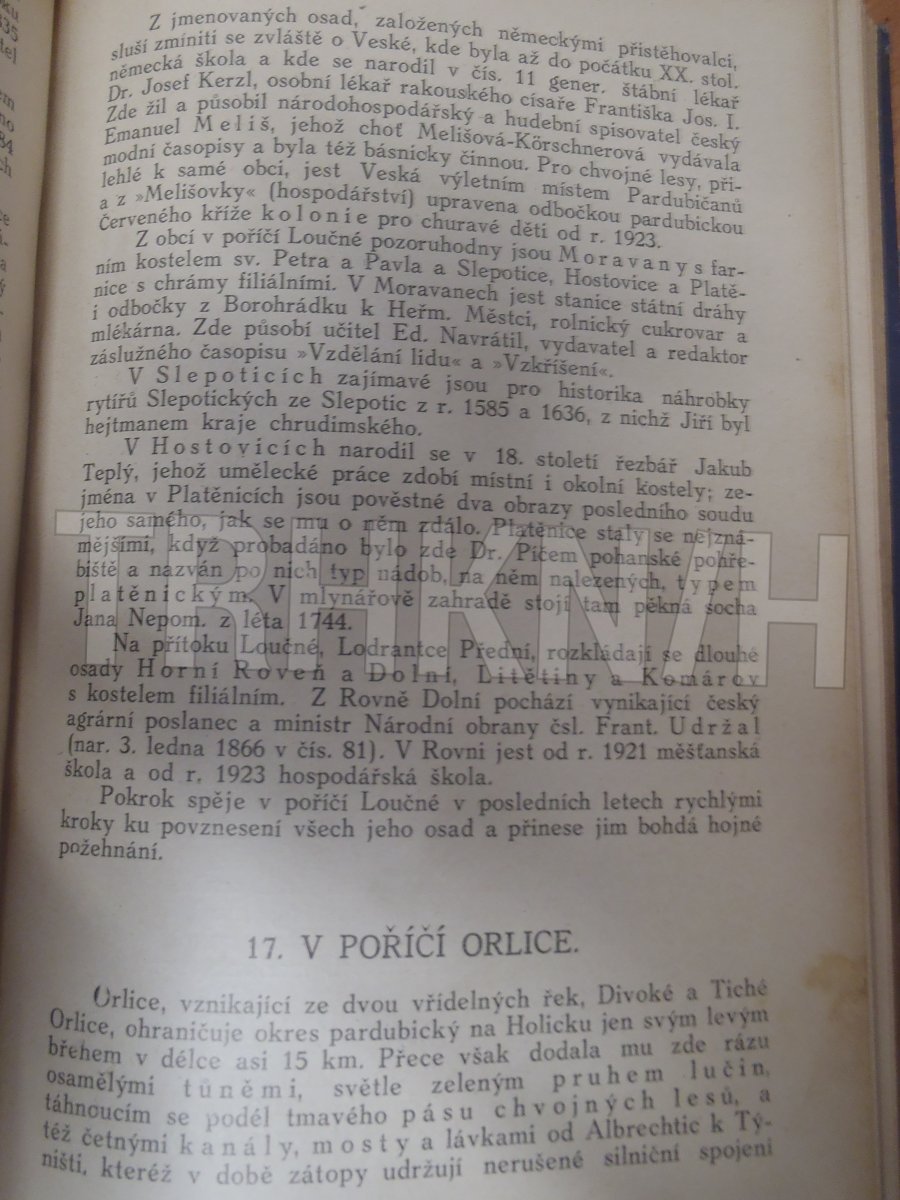 Z jmenovaných osad, založených německými přistěhovalci,
sluší zmíniti se zvláště o Veské, kde byla až do počátku XX. stol.
německá škola a kde se narodil v čís. 11 gener. štábní lékař
Dr. Josef Kerzl, osobní lékař rakouského císaře Františka Jos. I.
Zde žil a působil národohospodářský a hudební spisovatel český
Emanuel Meliš, jehož choť Melišová-Körschnerová vydávala
modní časopisy a byla též básnicky činnou. Pro chvojné lesy, při-
lehlé k samé obci, jest Veská výletním místem Pardubičanů
a z »Melišovky« (hospodářství) upravena odbočkou pardubickou
Červeného kříže kolonie pro churavé děti od r. 1923.
Z obcí v poříčí Loučné pozoruhodny jsou Moravany s far-
ním kostelem sv. Petra a Pavla a Slepotice, Hostovice a Platě-
nice s chrámy filiálními. V Moravanech jest stanice státní dráhy
i odbočky z Borohrádku k Heřm. Městci, rolnický cukrovar a
mlékárna. Zde působí učitel Ed. Navrátil, vydavatel a redaktor
záslužného časopisu »Vzdělání lidu« a »Vzkříšení«.
V Slepoticích zajímavé jsou pro historika náhrobky
rytířů Slepotických ze Slepotic z r. 1585 a 1636, z nichž Jiří byl
hejtmanem kraje chrudimského.
V Hostovicích narodil se v 18. století řezbář Jakub
Teplý, jehož umělecké práce zdobí místní i okolní kostely; ze-
jména v Platěnicích jsou pověstné dva obrazy posledního soudu
jeho samého, jak se mu o něm zdálo. Platěnice staly se nejzná-
mějšími, když probadáno bylo zde Dr. Píčem pohanské pohře-
biště a nazván po nich typ nádob, na něm nalezených, typem
platěnickým. V mlynářově zahradě stojí tam pěkná socha
Jana Nepom. z léta 1744.
Na přítoku Loučné, Lodrantce Přední, rozkládají se dlouhé
osady Horní Roveň a Dolní, Litětiny a Komárov
s kostelem filiálním. Z Rovně Dolní pochází vynikající český
agrární poslanec a ministr Národní obrany čsl. Frant. Udržal
(nar. 3. ledna 1866 v čís. 81). V Rovni jest od r. 1921 měšťanská
škola a od r. 1923 hospodářská škola.
Pokrok spěje v poříčí Loučné v posledních letech rychlými
kroky ku povznesení všech jeho osad a přinese jim bohdá hojné
požehnání.
17. V POŘÍČÍ ORLICE.
Orlice, vznikající ze dvou vřídelných řek, Divoké a Tiché
Orlice, ohraničuje okres pardubický na Holicku jen svým levým
břehem v délce asi 15 km. Přece však dodala mu zde rázu
osamělými tůněmi, světle zeleným pruhem lučin,
táhnoucím se podél tmavého pásu chvojných lesů, a
též četnými kanály, mosty a lávkami od Albrechtic k Tý-
ništi, kteréž v době zátopy udržují nerušené silniční spojení